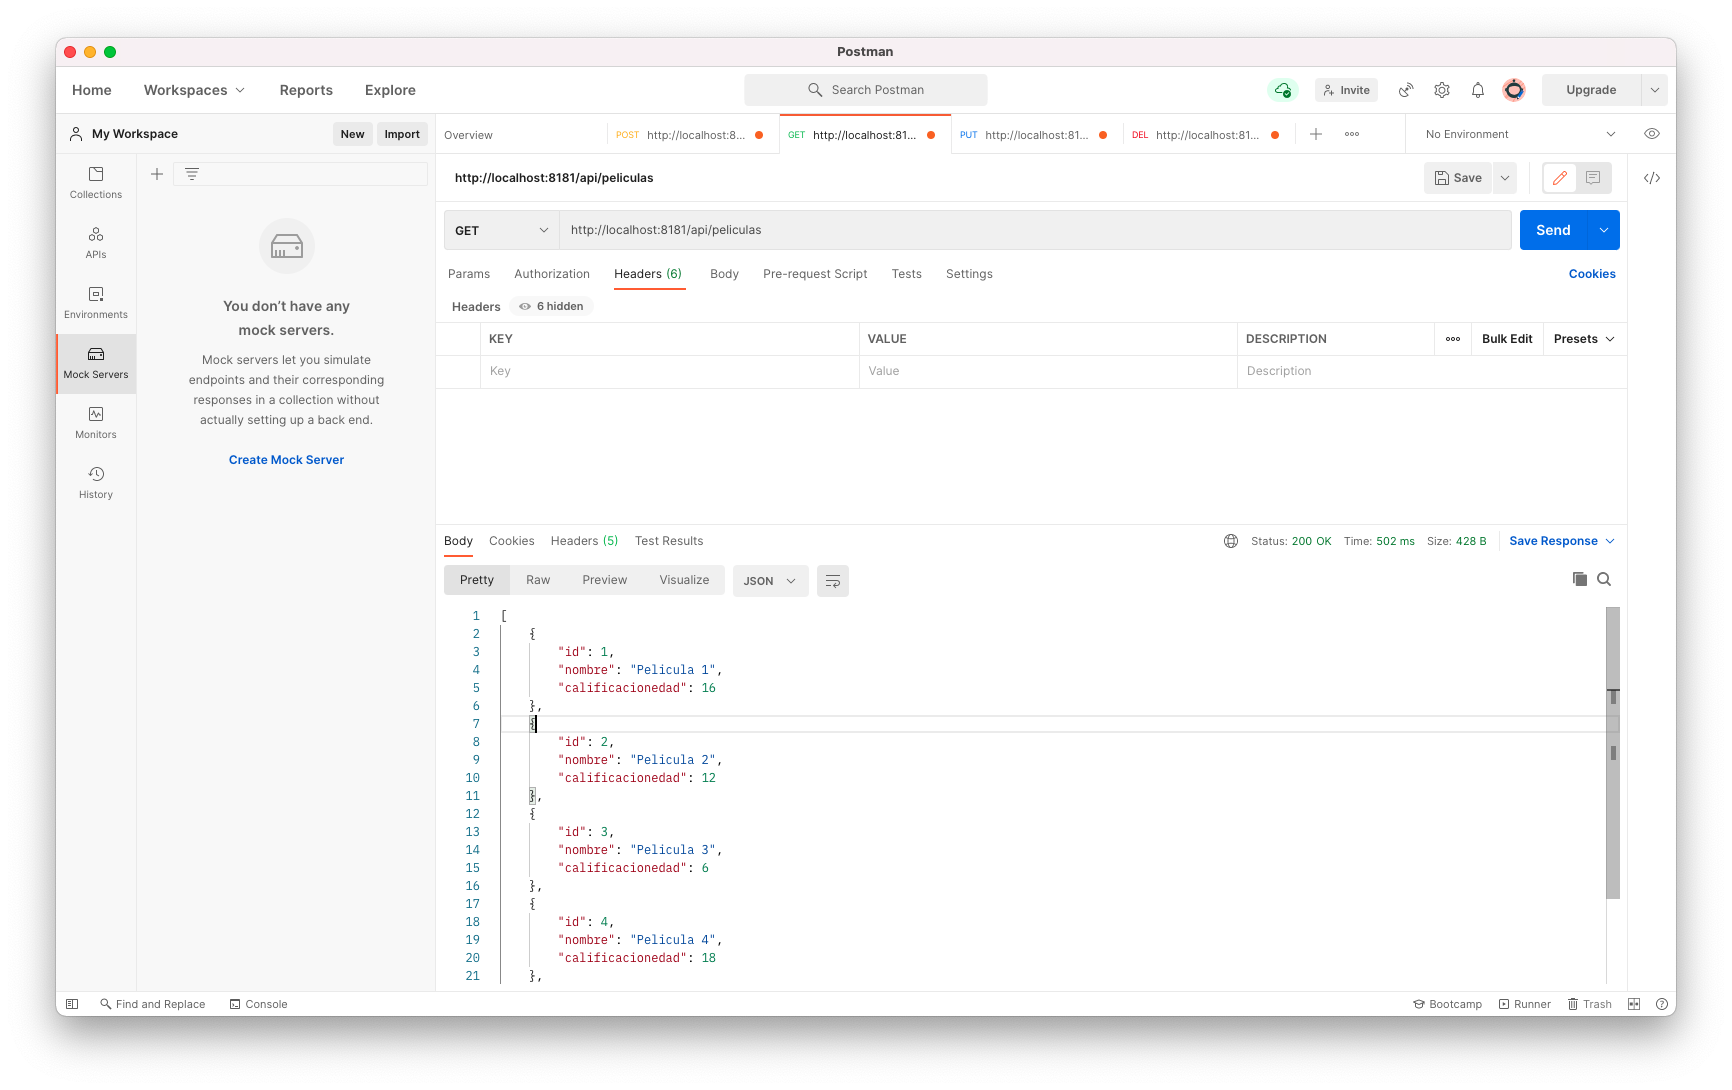 Postman
Home Workspaces Reports Explore Search Postman Invite Upgrade
My Workspace New Import Overview POST http://localhost:8... GET http://localhost:81... PUT http://localhost:81... DEL http://localhost:81... No Environment
Collections
APIs
Environments
Mock Servers
Monitors
History
You don't have any
mock servers.
Mock servers let you simulate
endpoints and their corresponding
responses in a collection without
actually setting up a back end.
Create Mock Server
http://localhost:8181/api/peliculas Save </>
GET http://localhost:8181/api/peliculas Send
Params Authorization Headers (6) Body Pre-request Script Tests Settings Cookies
Headers 6 hidden
KEY VALUE DESCRIPTION Bulk Edit Presets
Key Value Description
Body Cookies Headers (5) Test Results Status: 200 OK Time: 502 ms Size: 428 B Save Response
Pretty Raw Preview Visualize JSON
1 [
2 {
3 "id": 1,
4 "nombre": "Pelicula 1",
5 "calificacionedad": 16
6 },
7 {
8 "id": 2,
9 "nombre": "Pelicula 2",
10 "calificacionedad": 12
11 },
12 {
13 "id": 3,
14 "nombre": "Pelicula 3",
15 "calificacionedad": 6
16 },
17 {
18 "id": 4,
19 "nombre": "Pelicula 4",
20 "calificacionedad": 18
21 },
Find and Replace Console Bootcamp Runner Trash